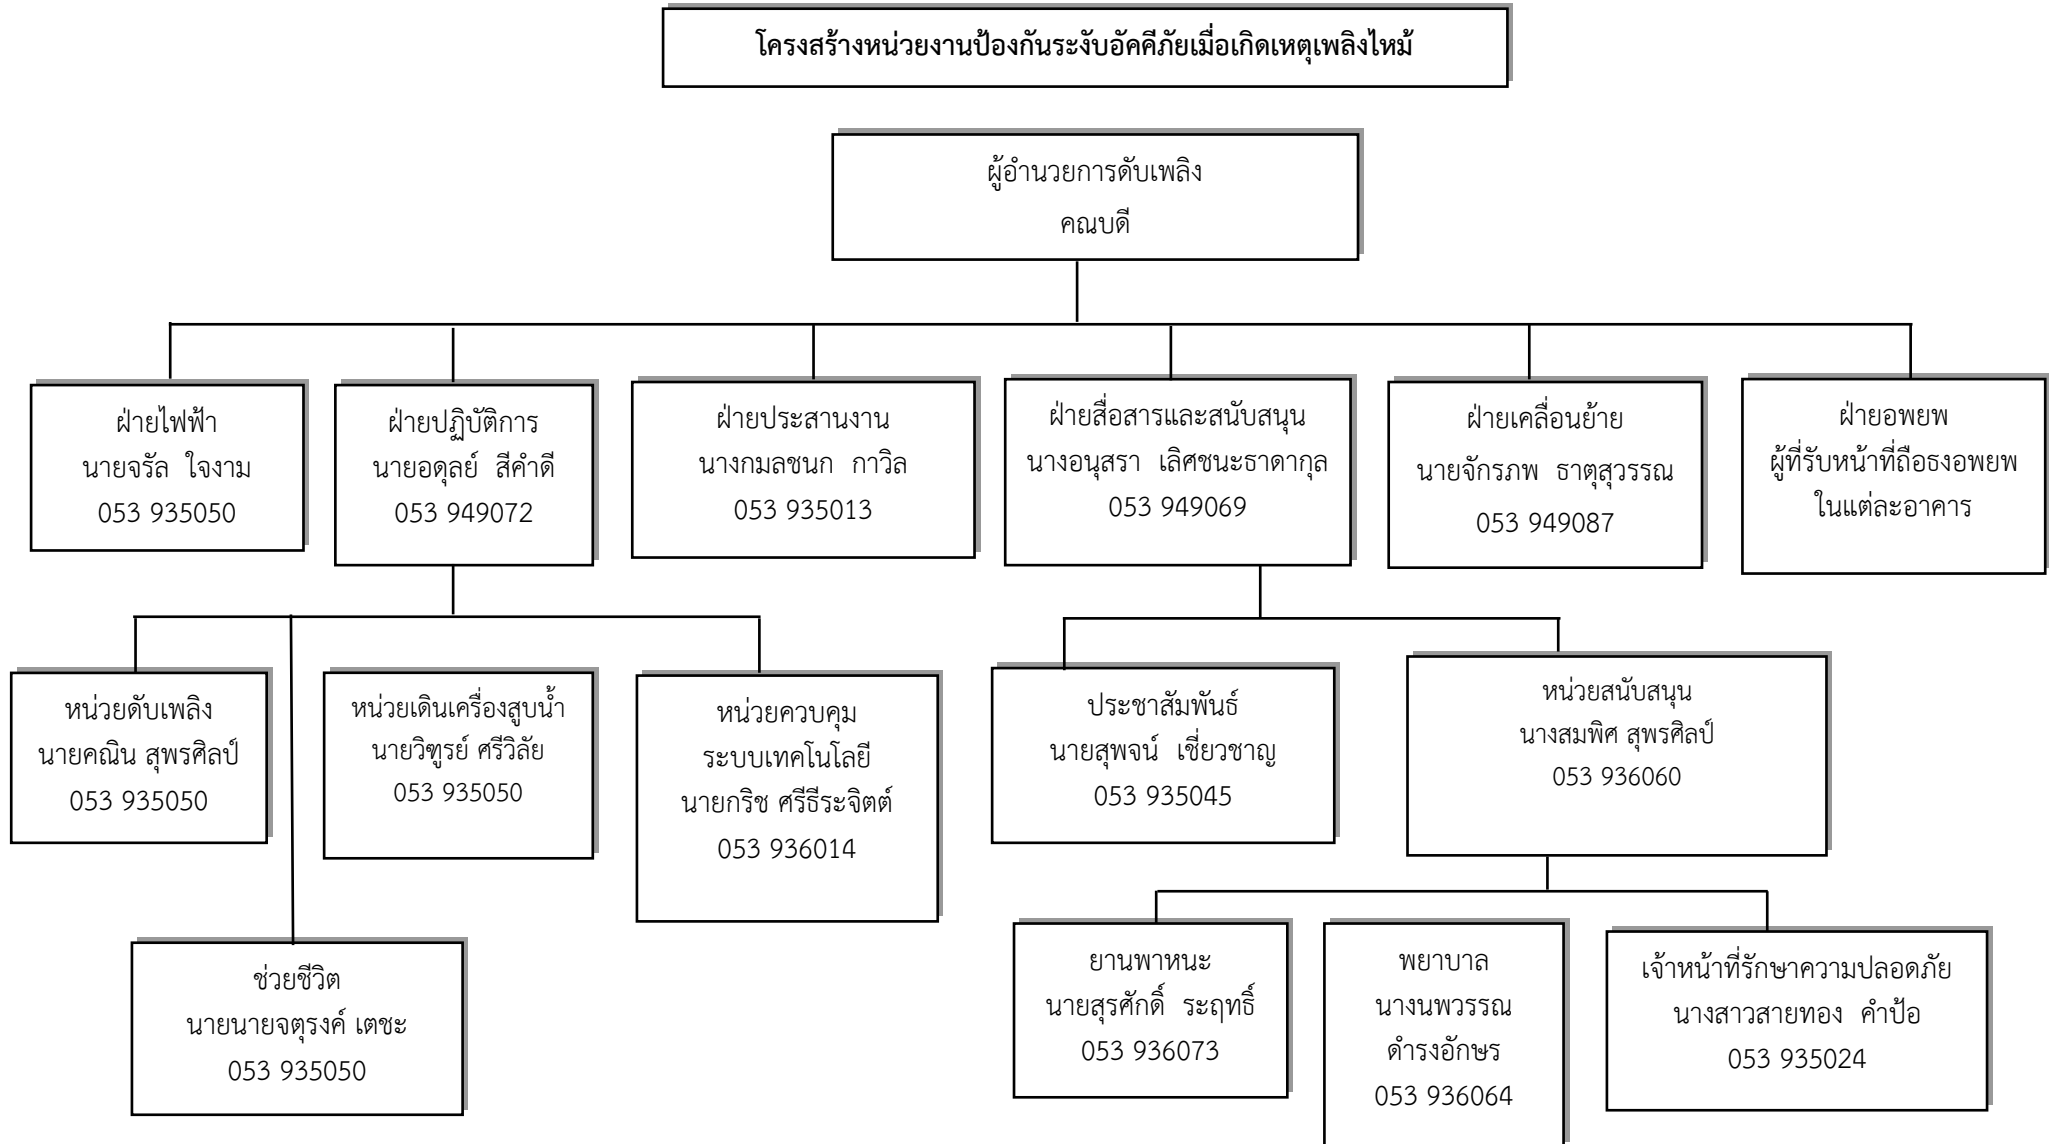 โครงสร้างหน่วยงานป้องกันระงับอัคคีภัยเมื่อเกิดเหตุเพลิงไหม้
ผู้อำนวยการดับเพลิง
คณบดี
ฝ่ายไฟฟ้า
นายจรัล ใจงาม
053 935050
ฝ่ายปฏิบัติการ
นายอดุลย์ สีคำดี
053 949072
ฝ่ายประสานงาน
นางกมลชนก กาวิล
053 935013
ฝ่ายสื่อสารและสนับสนุน
นางอนุสรา เลิศชนะธาดากุล
053 949069
ฝ่ายเคลื่อนย้าย
นายจักรภพ ธาตุสุวรรณ
053 949087
ฝ่ายอพยพ
ผู้ที่รับหน้าที่ถือธงอพยพ
ในแต่ละอาคาร
หน่วยดับเพลิง
นายคณิน สุพรศิลป์
053 935050
หน่วยเดินเครื่องสูบน้ำ
นายวิฑูรย์ ศรีวิลัย
053 935050
หน่วยควบคุม
ระบบเทคโนโลยี
นายกริช ศรีธีระจิตต์
053 936014
ประชาสัมพันธ์
นายสุพจน์ เชี่ยวชาญ
053 935045
หน่วยสนับสนุน
นางสมพิศ สุพรศิลป์
053 936060
ช่วยชีวิต
นายนายจตุรงค์ เตชะ
053 935050
ยานพาหนะ
นายสุรศักดิ์ ระฤทธิ์
053 936073
พยาบาล
นางนพวรรณ
ดำรงอักษร
053 936064
เจ้าหน้าที่รักษาความปลอดภัย
นางสาวสายทอง คำป้อ
053 935024